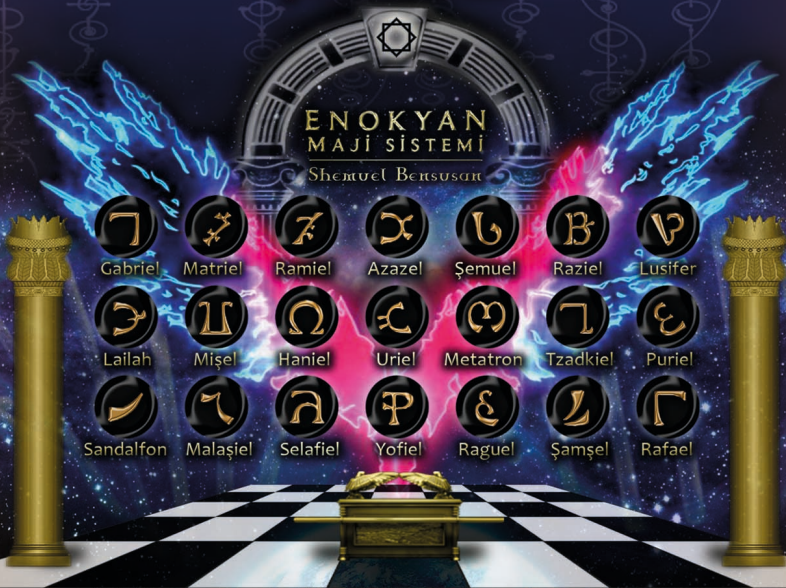 ENOKYAN
MAJİ SİSTEMİ
Shemuel Bensusan
Gabriel Matriel Ramiel Azazel Şemuel Raziel Lusifer
Lailah Mişel Haniel Uriel Metatron Tzadkiel Puriel
Sandalfon Malaşiel Selafiel Yofiel Raguel Şamşel Rafael